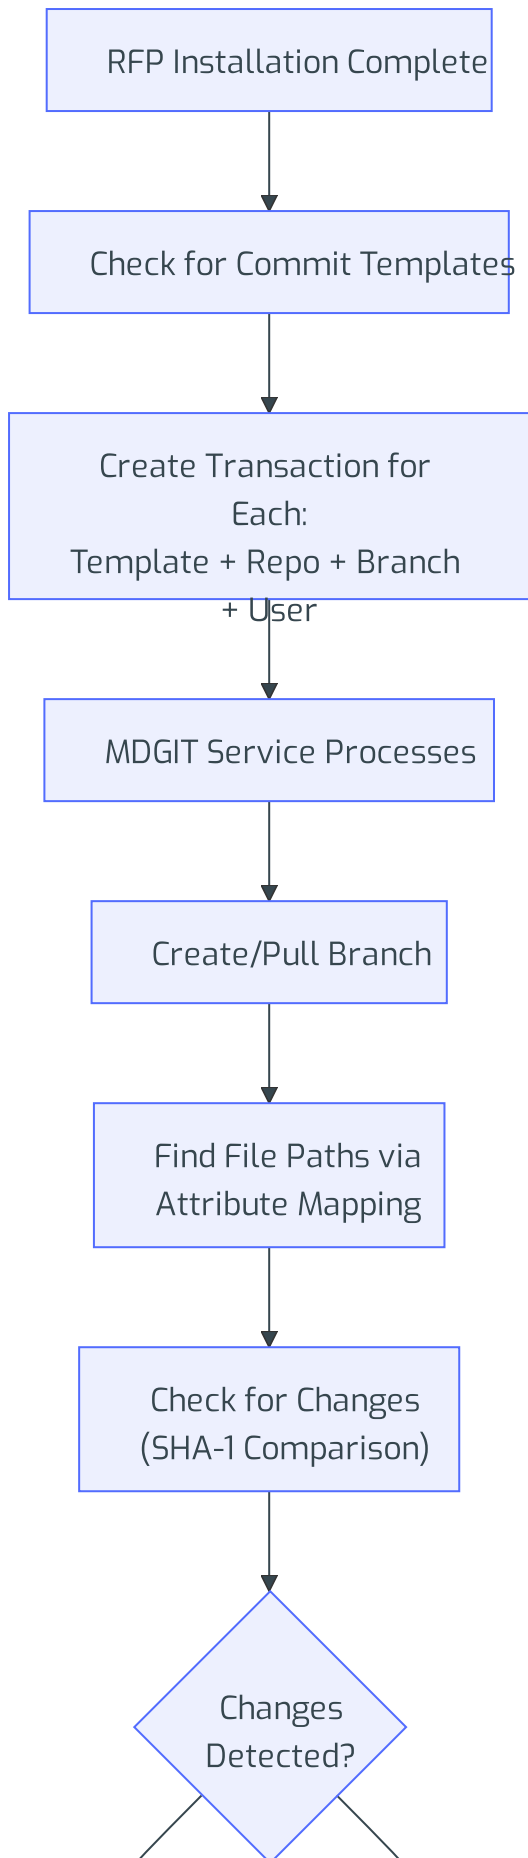 RFP Installation Complete
Check for Commit Templates
Create Transaction for
Each:
Template + Repo + Branch
+ User
MDGIT Service Processes
Create/Pull Branch
Find File Paths via
Attribute Mapping
Check for Changes
(SHA-1 Comparison)
Changes
Detected?